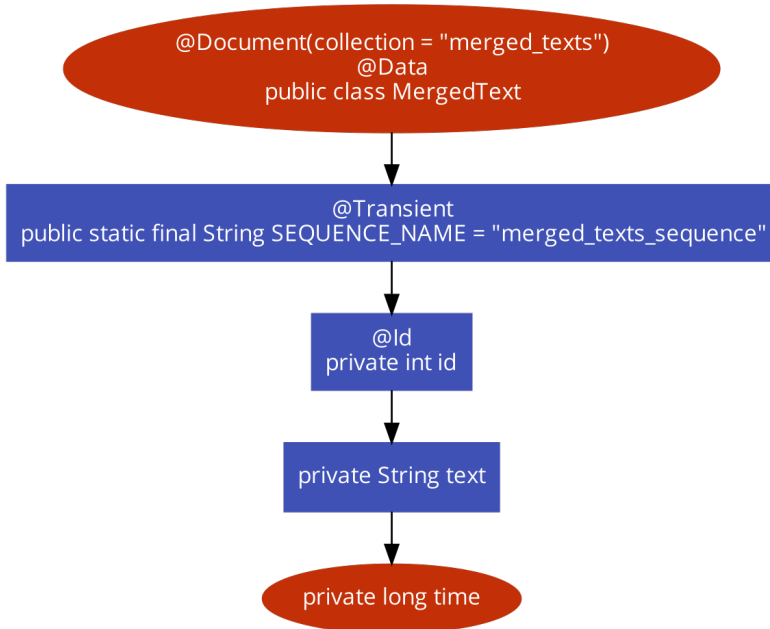 @Document(collection = "merged_texts")
@Data
public class MergedText
@Transient
public static final String SEQUENCE_NAME = "merged_texts_sequence"
@Id
private int id
private String text
private long time